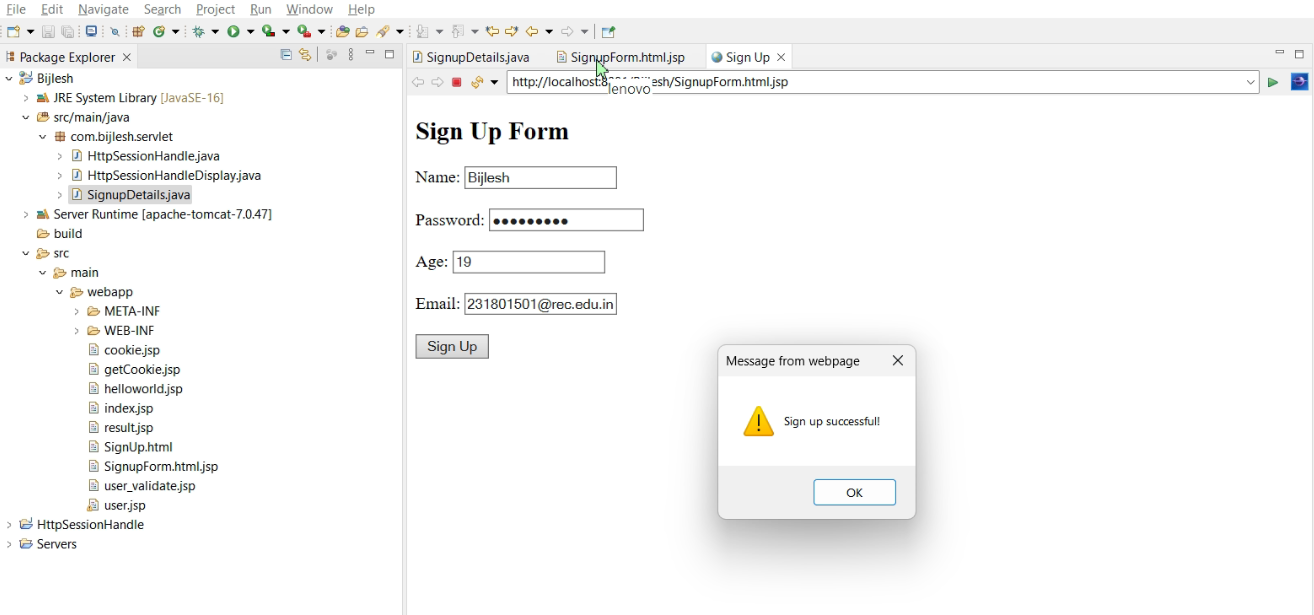 File Edit Navigate Search Project Run Window Help
Package Explorer
Bijlesh
JRE System Library [JavaSE-16]
src/main/java
com.bijlesh.servlet
HttpSessionHandle.java
HttpSessionHandleDisplay.java
SignupDetails.java
Server Runtime [apache-tomcat-7.0.47]
build
src
main
webapp
META-INF
WEB-INF
cookie.jsp
getCookie.jsp
helloworld.jsp
index.jsp
result.jsp
SignUp.html
SignupForm.html.jsp
user_validate.jsp
user.jsp
HttpSessionHandle
Servers
SignupDetails.java SignupForm.html.jsp Sign Up
http://localhost: esh/SignupForm.html.jsp
lenovo
Sign Up Form
Name: Bijlesh
Password: ●●●●●●●●●
Age: 19
Email: 231801501@rec.edu.in
Sign Up
Message from webpage
Sign up successful!
OK